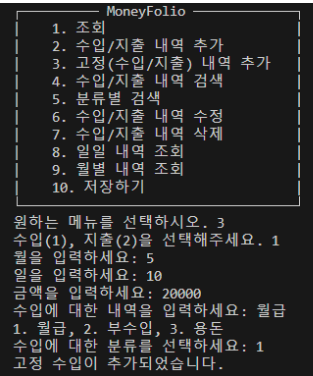 MoneyFolio
1. 조회
2. 수입/지출 내역 추가
3. 고정(수입/지출) 내역 추가
4. 수입/지출 내역 검색
5. 분류별 검색
6. 수입/지출 내역 수정
7. 수입/지출 내역 삭제
8. 일일 내역 조회
9. 월별 내역 조회
10. 저장하기
원하는 메뉴를 선택하시오. 3
수입(1), 지출(2)을 선택해주세요. 1
월을 입력하세요: 5
일을 입력하세요: 10
금액을 입력하세요: 20000
수입에 대한 내역을 입력하세요: 월급
1. 월급, 2. 부수입, 3. 용돈
수입에 대한 분류를 입력하세요: 1
고정 수입이 추가되었습니다.